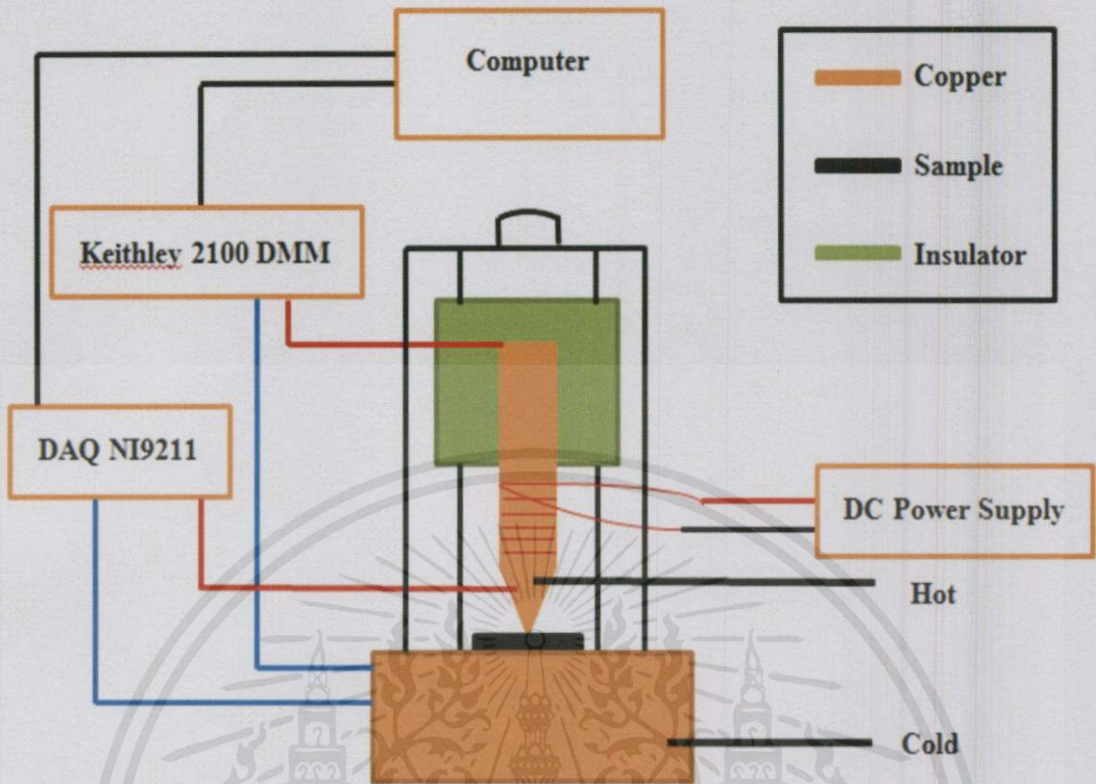 Computer
Copper
Sample
Insulator
Keithley 2100 DMM
DAQ NI9211
DC Power Supply
Hot
Cold